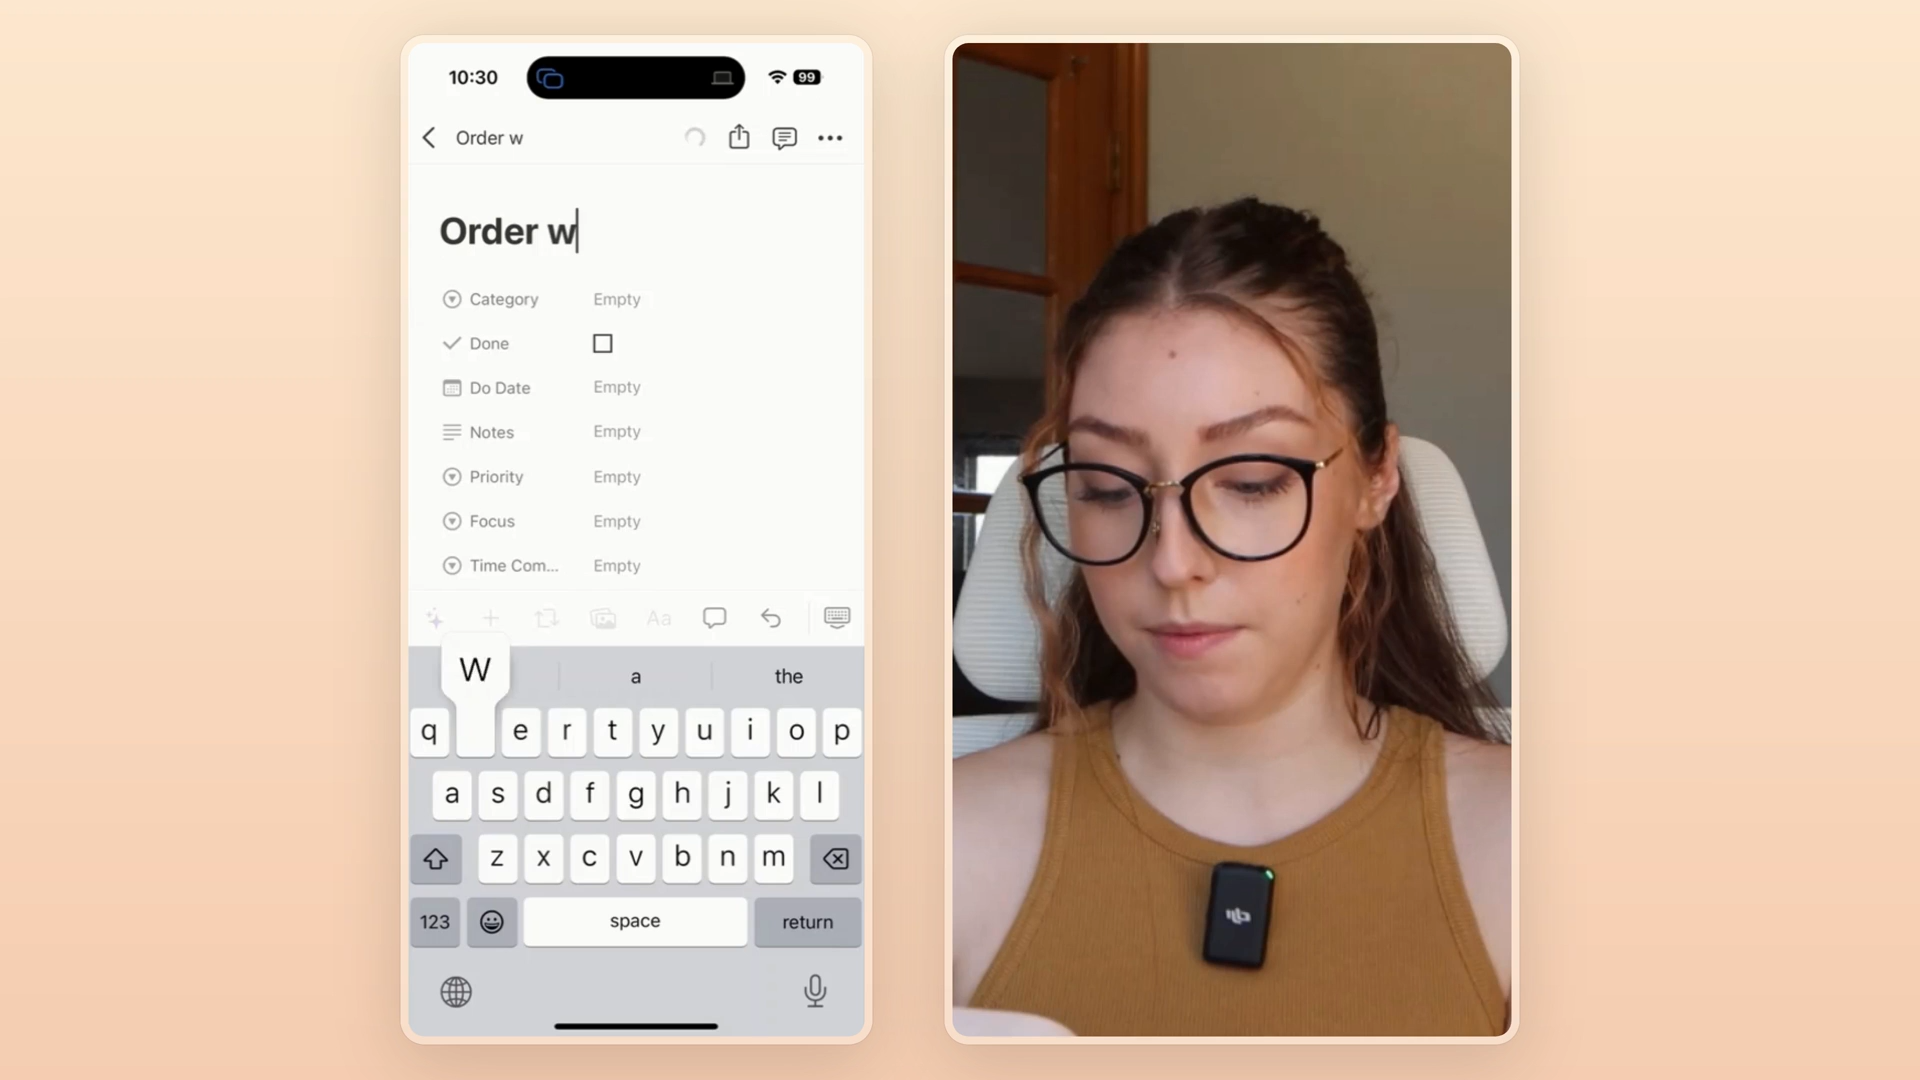 10:30 99
Order w
Order w
Category Empty
Done
Do Date Empty
Notes Empty
Priority Empty
Focus Empty
Time Com... Empty
Aa
W a the
q e r t y u i o p
a s d f g h j k l
z x c v b n m
123 space return
dji